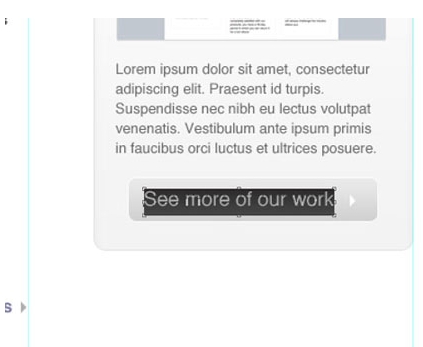 s
Lorem ipsum dolor sit amet, consectetur
adipiscing elit. Praesent id turpis.
Suspendisse nec nibh eu lectus volutpat
venenatis. Vestibulum ante ipsum primis
in faucibus orci luctus et ultrices posuere.
See more of our work
s